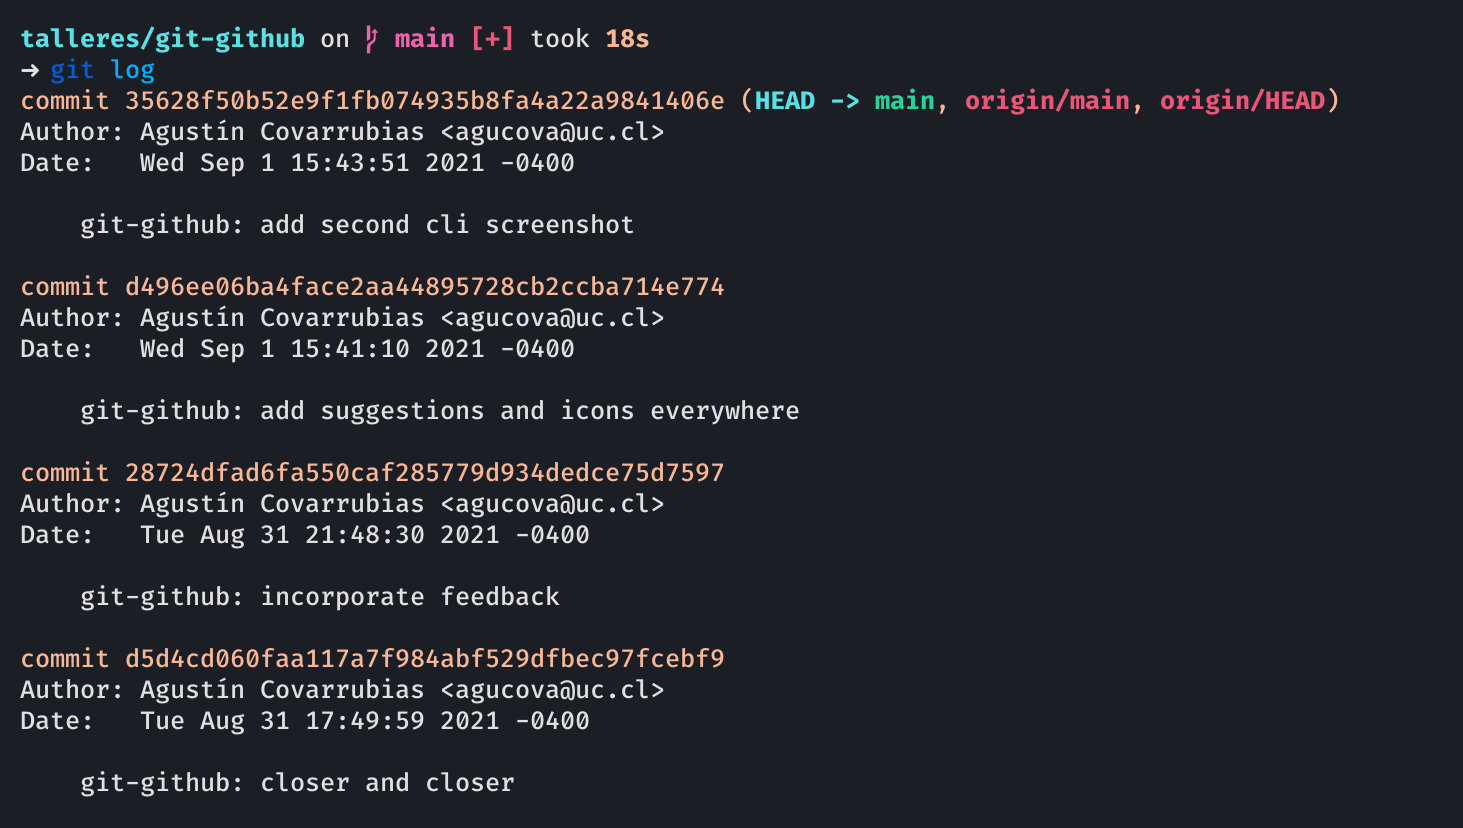 talleres/git-github on main [+] took 18s
➜ git log
commit 35628f50b52e9f1fb074935b8fa4a22a9841406e (HEAD -> main, origin/main, origin/HEAD)
Author: Agustín Covarrubias <agucova@uc.cl>
Date:   Wed Sep 1 15:43:51 2021 -0400
git-github: add second cli screenshot
commit d496ee06ba4face2aa44895728cb2ccba714e774
Author: Agustín Covarrubias <agucova@uc.cl>
Date:   Wed Sep 1 15:41:10 2021 -0400
git-github: add suggestions and icons everywhere
commit 28724dfad6fa550caf285779d934dedce75d7597
Author: Agustín Covarrubias <agucova@uc.cl>
Date:   Tue Aug 31 21:48:30 2021 -0400
git-github: incorporate feedback
commit d5d4cd060faa117a7f984abf529dfbec97fcebf9
Author: Agustín Covarrubias <agucova@uc.cl>
Date:   Tue Aug 31 17:49:59 2021 -0400
git-github: closer and closer